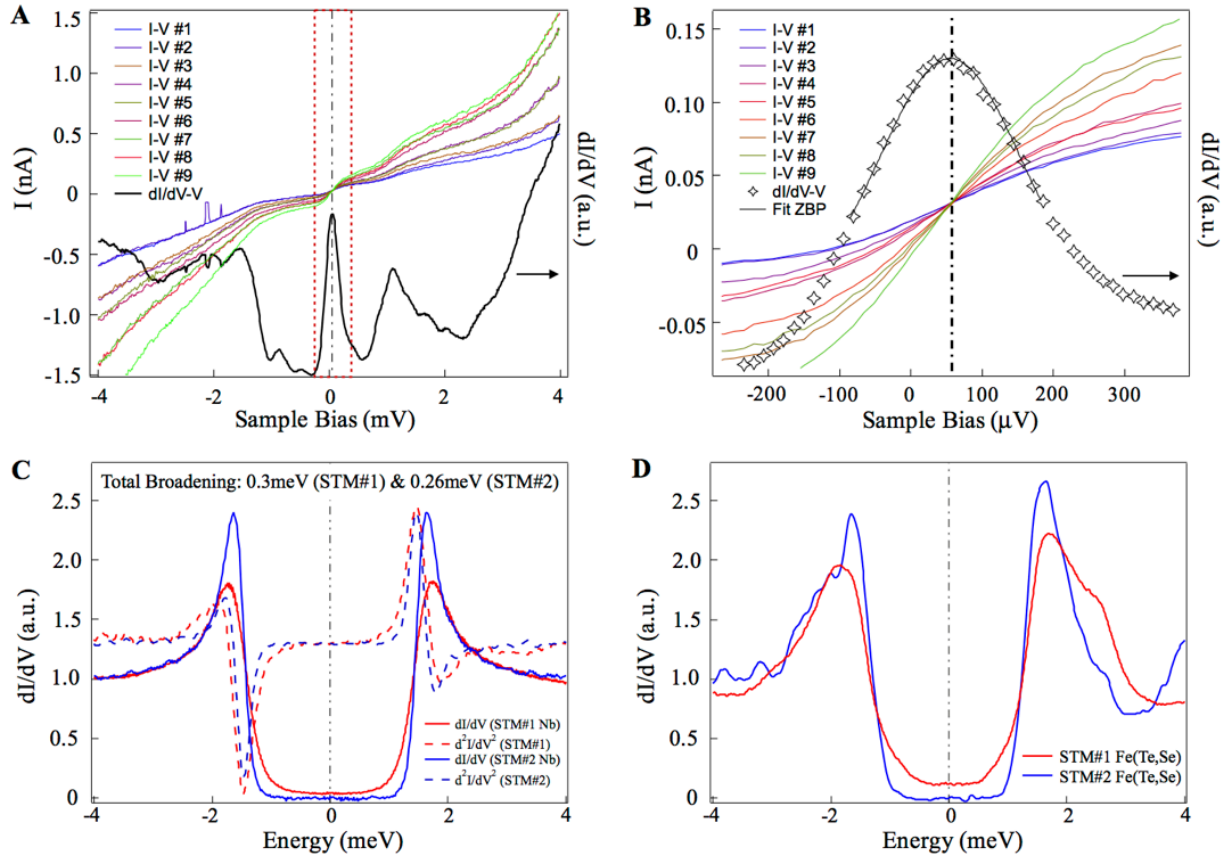 A
I (nA)
1.5
1.0
0.5
0
-0.5
-1.0
-1.5
I-V #1
I-V #2
I-V #3
I-V #4
I-V #5
I-V #6
I-V #7
I-V #8
I-V #9
dI/dV-V
dI/dV (a.u.)
-4
-2
0
2
4
Sample Bias (mV)
B
I (nA)
0.15
0.10
0.05
0
-0.05
I-V #1
I-V #2
I-V #3
I-V #4
I-V #5
I-V #6
I-V #7
I-V #8
I-V #9
dI/dV-V
Fit ZBP
dI/dV (a.u.)
-200
-100
0
100
200
300
Sample Bias (μV)
C
Total Broadening: 0.3meV (STM#1) & 0.26meV (STM#2)
dI/dV (a.u.)
2.5
2.0
1.5
1.0
0.5
0
dI/dV (STM#1 Nb)
d²I/dV² (STM#1)
dI/dV (STM#2 Nb)
d²I/dV² (STM#2)
-4
-2
0
2
4
Energy (meV)
D
dI/dV (a.u.)
2.5
2.0
1.5
1.0
0.5
0
STM#1 Fe(Te,Se)
STM#2 Fe(Te,Se)
-4
-2
0
2
4
Energy (meV)